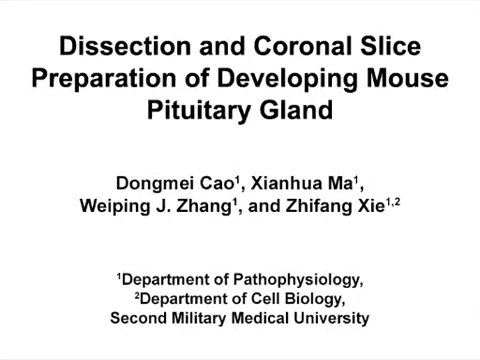 Dissection and Coronal Slice
Preparation of Developing Mouse
Pituitary Gland
Dongmei Cao¹, Xianhua Ma¹,
Weiping J. Zhang¹, and Zhifang Xie¹,²
¹Department of Pathophysiology,
²Department of Cell Biology,
Second Military Medical University